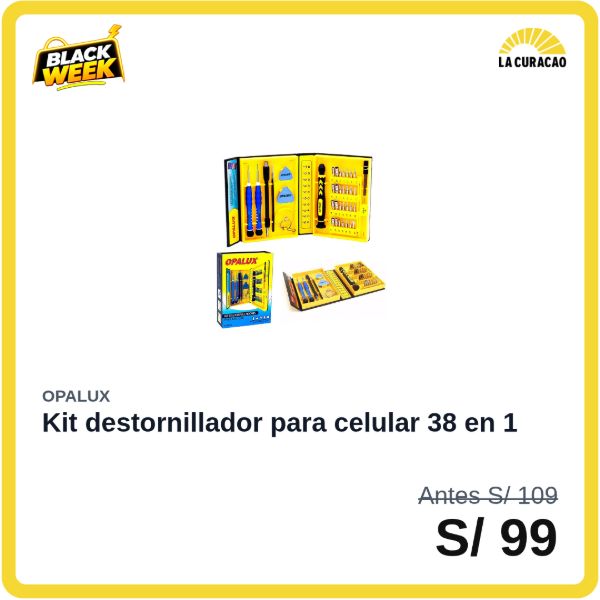 BLACK
WEEK
LA CURACAO
OPALUX
OPALUX
Kit destornillador para celular 38 en 1
Antes S/ 109
S/ 99